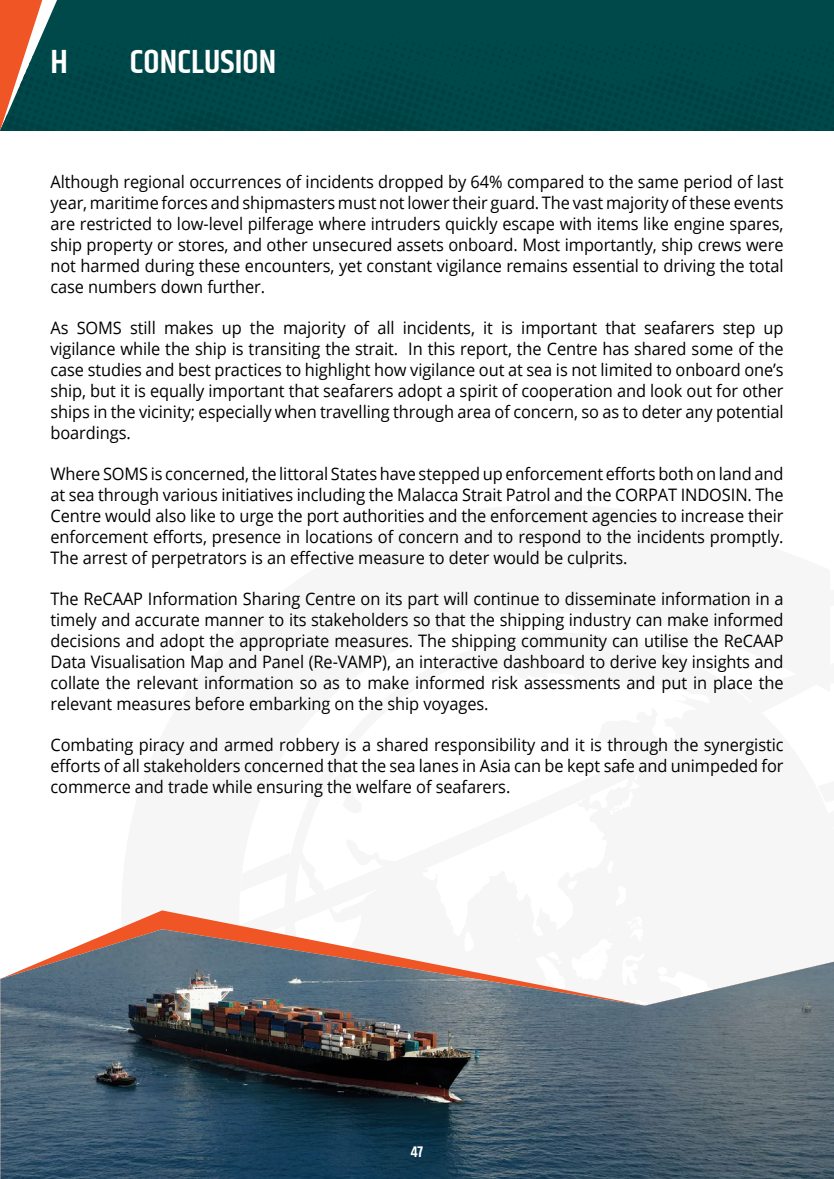 H CONCLUSION
Although regional occurrences of incidents dropped by 64% compared to the same period of last
year, maritime forces and shipmasters must not lower their guard. The vast majority of these events
are restricted to low-level pilferage where intruders quickly escape with items like engine spares,
ship property or stores, and other unsecured assets onboard. Most importantly, ship crews were
not harmed during these encounters, yet constant vigilance remains essential to driving the total
case numbers down further.
As SOMS still makes up the majority of all incidents, it is important that seafarers step up
vigilance while the ship is transiting the strait. In this report, the Centre has shared some of the
case studies and best practices to highlight how vigilance out at sea is not limited to onboard one's
ship, but it is equally important that seafarers adopt a spirit of cooperation and look out for other
ships in the vicinity; especially when travelling through area of concern, so as to deter any potential
boardings.
Where SOMS is concerned, the littoral States have stepped up enforcement efforts both on land and
at sea through various initiatives including the Malacca Strait Patrol and the CORPAT INDOSIN. The
Centre would also like to urge the port authorities and the enforcement agencies to increase their
enforcement efforts, presence in locations of concern and to respond to the incidents promptly.
The arrest of perpetrators is an effective measure to deter would be culprits.
The ReCAAP Information Sharing Centre on its part will continue to disseminate information in a
timely and accurate manner to its stakeholders so that the shipping industry can make informed
decisions and adopt the appropriate measures. The shipping community can utilise the ReCAAP
Data Visualisation Map and Panel (Re-VAMP), an interactive dashboard to derive key insights and
collate the relevant information so as to make informed risk assessments and put in place the
relevant measures before embarking on the ship voyages.
Combating piracy and armed robbery is a shared responsibility and it is through the synergistic
efforts of all stakeholders concerned that the sea lanes in Asia can be kept safe and unimpeded for
commerce and trade while ensuring the welfare of seafarers.
47